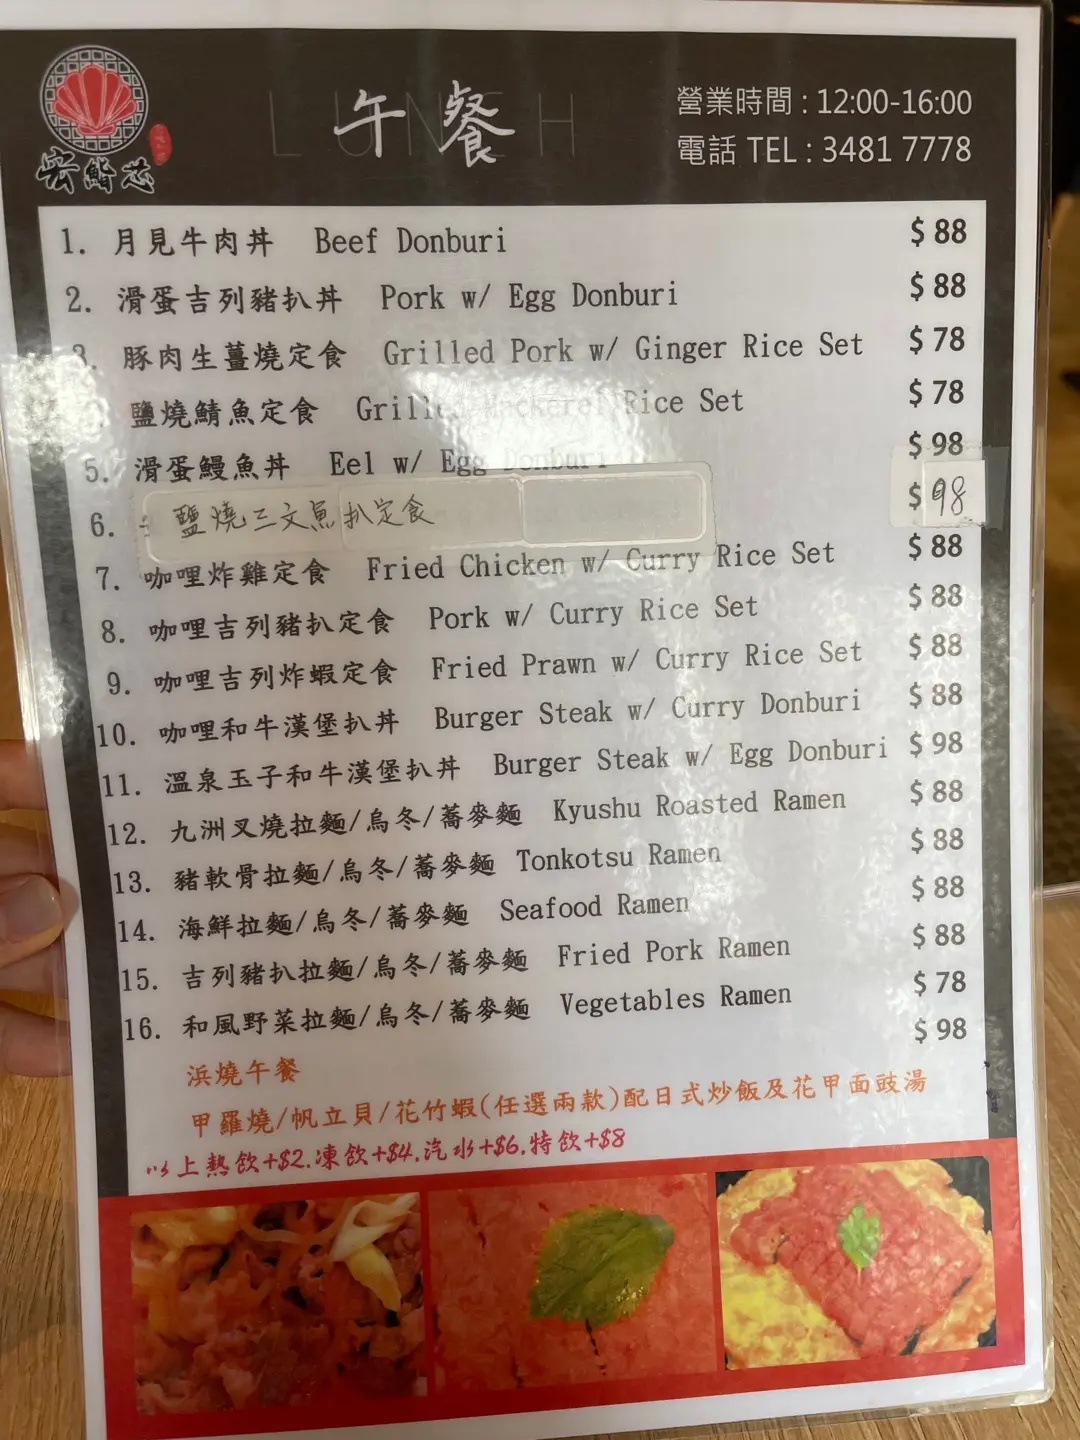 宏鮨芯
LUNCH
午餐
營業時間 : 12:00-16:00
電話 TEL : 3481 7778
1. 月見牛肉丼 Beef Donburi $ 88
2. 滑蛋吉列豬扒丼 Pork w/ Egg Donburi $ 88
3. 豚肉生薑燒定食 Grilled Pork w/ Ginger Rice Set $ 78
鹽燒鯖魚定食 Grilled Mackerel Rice Set $ 78
5. 滑蛋鰻魚丼 Eel w/ Egg Donburi $ 98
6. 鹽燒三文魚扒定食 $ 98
7. 咖哩炸雞定食 Fried Chicken w/ Curry Rice Set $ 88
8. 咖哩吉列豬扒定食 Pork w/ Curry Rice Set $ 88
9. 咖哩吉列炸蝦定食 Fried Prawn w/ Curry Rice Set $ 88
10. 咖哩和牛漢堡扒丼 Burger Steak w/ Curry Donburi $ 88
11. 溫泉玉子和牛漢堡扒丼 Burger Steak w/ Egg Donburi $ 98
12. 九洲叉燒拉麵/烏冬/蕎麥麵 Kyushu Roasted Ramen $ 88
13. 豬軟骨拉麵/烏冬/蕎麥麵 Tonkotsu Ramen $ 88
14. 海鮮拉麵/烏冬/蕎麥麵 Seafood Ramen $ 88
15. 吉列豬扒拉麵/烏冬/蕎麥麵 Fried Pork Ramen $ 88
16. 和風野菜拉麵/烏冬/蕎麥麵 Vegetables Ramen $ 78
浜燒午餐 $ 98
甲羅燒/帆立貝/花竹蝦(任選兩款)配日式炒飯及花甲面豉湯
以上熱飲+$2.凍飲+$4.汽水+$6.特飲+$8